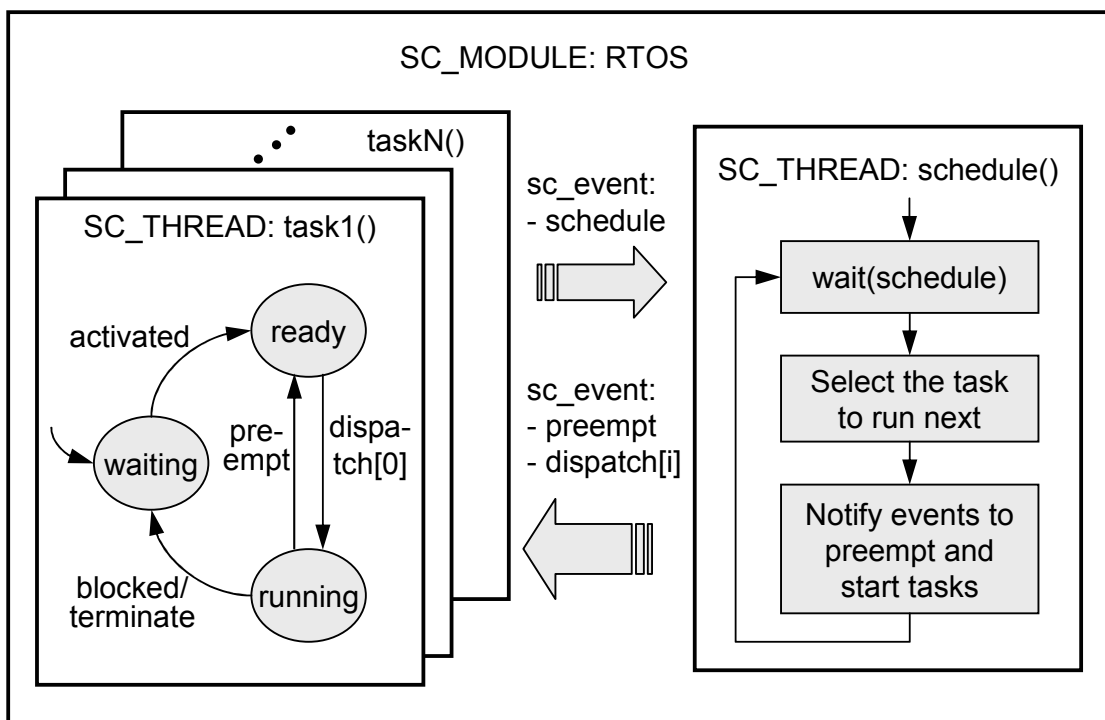 SC_MODULE: RTOS
taskN()
SC_THREAD: task1()
activated
ready
pre-
empt
dispa-
tch[0]
waiting
blocked/
terminate
running
sc_event:
- schedule
sc_event:
- preempt
- dispatch[i]
SC_THREAD: schedule()
wait(schedule)
Select the task
to run next
Notify events to
preempt and
start tasks